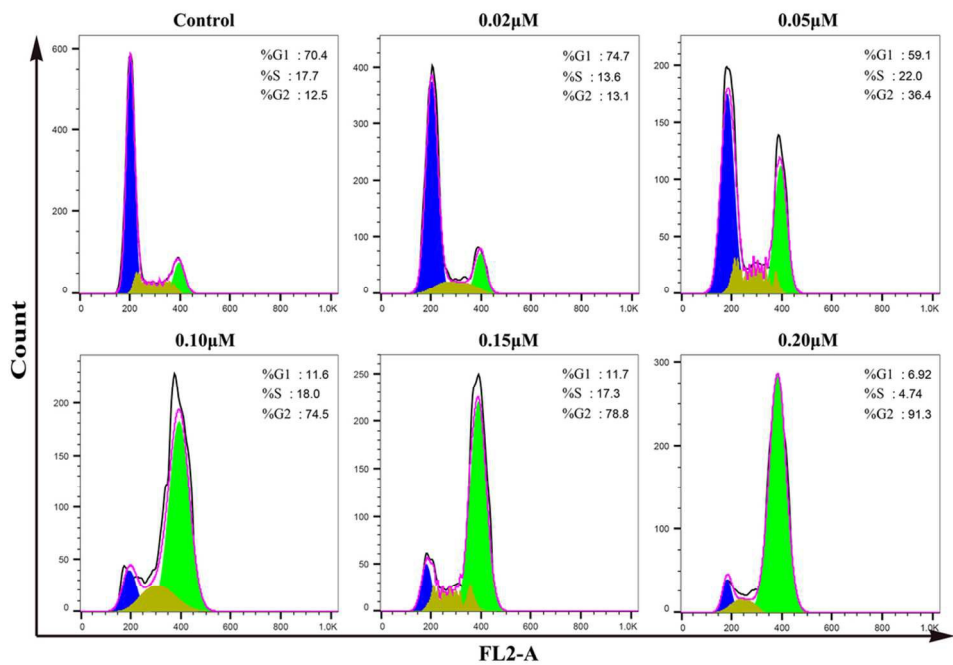 Control
0.02μM
0.05μM
%G1 : 70.4
%S : 17.7
%G2 : 12.5
%G1 : 74.7
%S : 13.6
%G2 : 13.1
%G1 : 59.1
%S : 22.0
%G2 : 36.4
600
400
200
0
400
300
200
100
0
200
150
100
50
0
0 200 400 600 800 1.0K
0 200 400 600 800 1.0K
0 200 400 600 800 1.0K
0.10μM
0.15μM
0.20μM
%G1 : 11.6
%S : 18.0
%G2 : 74.5
%G1 : 11.7
%S : 17.3
%G2 : 78.8
%G1 : 6.92
%S : 4.74
%G2 : 91.3
200
150
100
50
0
250
200
150
100
50
0
300
200
100
0
0 200 400 600 800 1.0K
0 200 400 600 800 1.0K
0 200 400 600 800 1.0K
Count
FL2-A